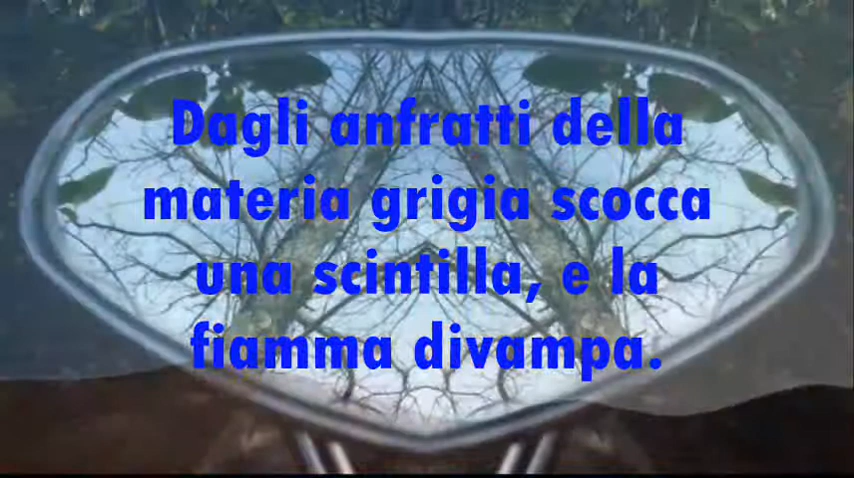 Dagli anfratti della
materia grigia scocca
una scintilla, e la
fiamma divampa.